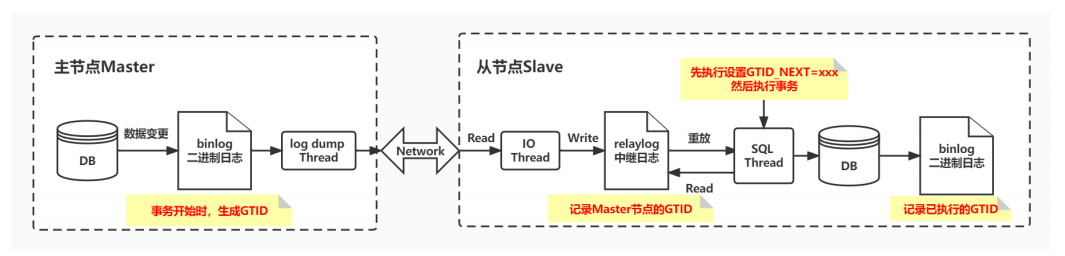 主节点Master
DB
数据变更
binlog
二进制日志
log dump
Thread
事务开始时，生成GTID
Network
从节点Slave
Read
IO
Thread
Write
relaylog
中继日志
记录Master节点的GTID
重放
Read
先执行设置GTID_NEXT=xxx
然后执行事务
SQL
Thread
DB
binlog
二进制日志
记录已执行的GTID